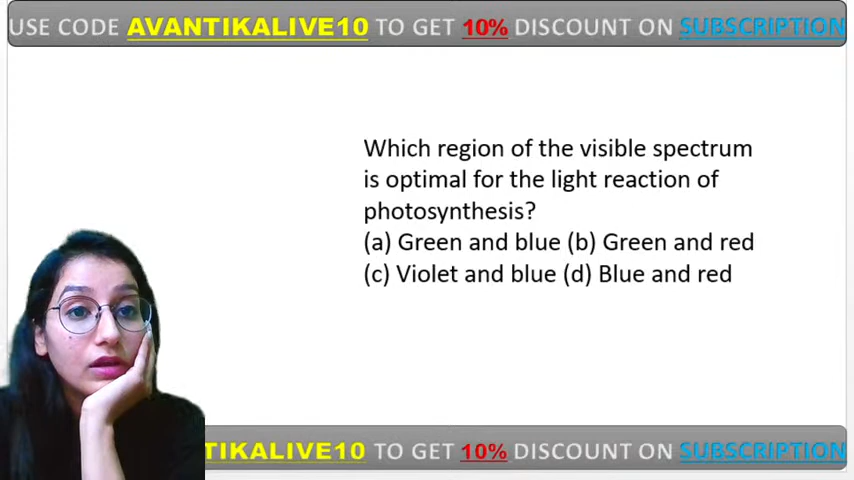 USE CODE AVANTIKALIVE10 TO GET 10% DISCOUNT ON SUBSCRIPTION
Which region of the visible spectrum
is optimal for the light reaction of
photosynthesis?
(a) Green and blue (b) Green and red
(c) Violet and blue (d) Blue and red
TIKALIVE10 TO GET 10% DISCOUNT ON SUBSCRIPTION